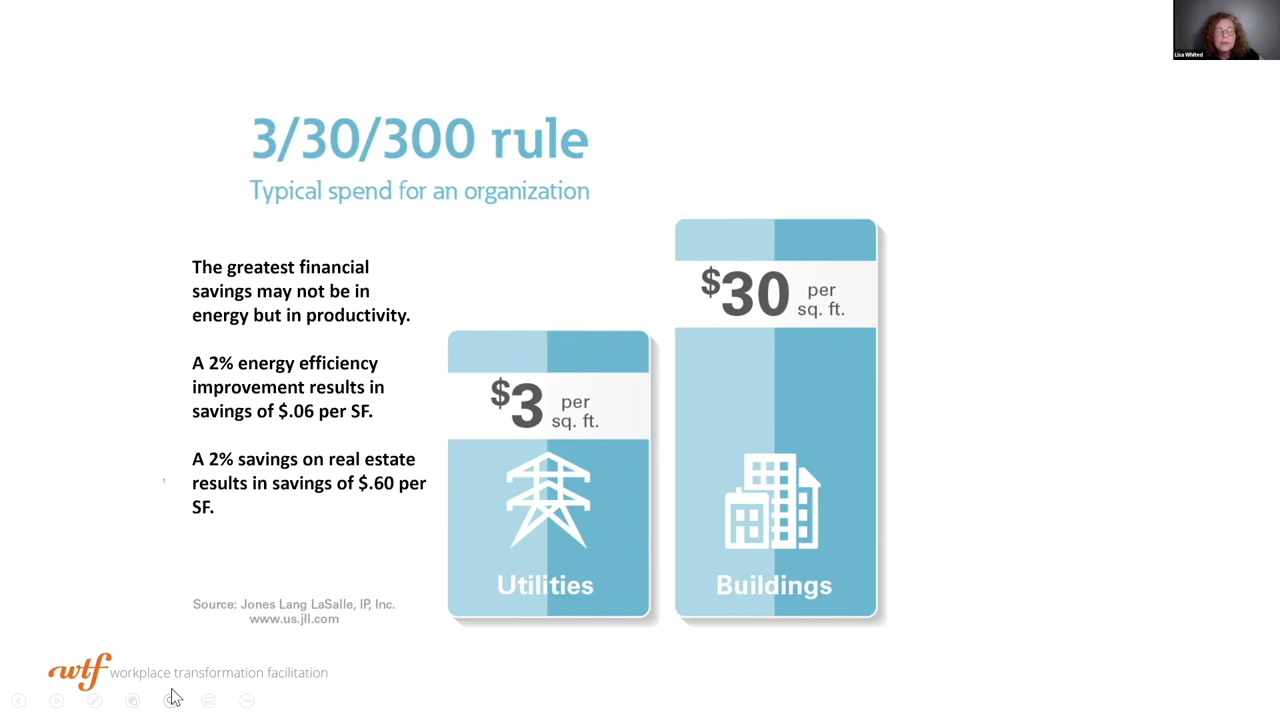 Lisa Whited
3/30/300 rule
Typical spend for an organization
The greatest financial
savings may not be in
energy but in productivity.
A 2% energy efficiency
improvement results in
savings of $.06 per SF.
A 2% savings on real estate
results in savings of $.60 per
SF.
$3 per
sq. ft.
Utilities
$30 per
sq. ft.
Buildings
Source: Jones Lang LaSalle, IP, Inc.
www.us.jll.com
wtf workplace transformation facilitation